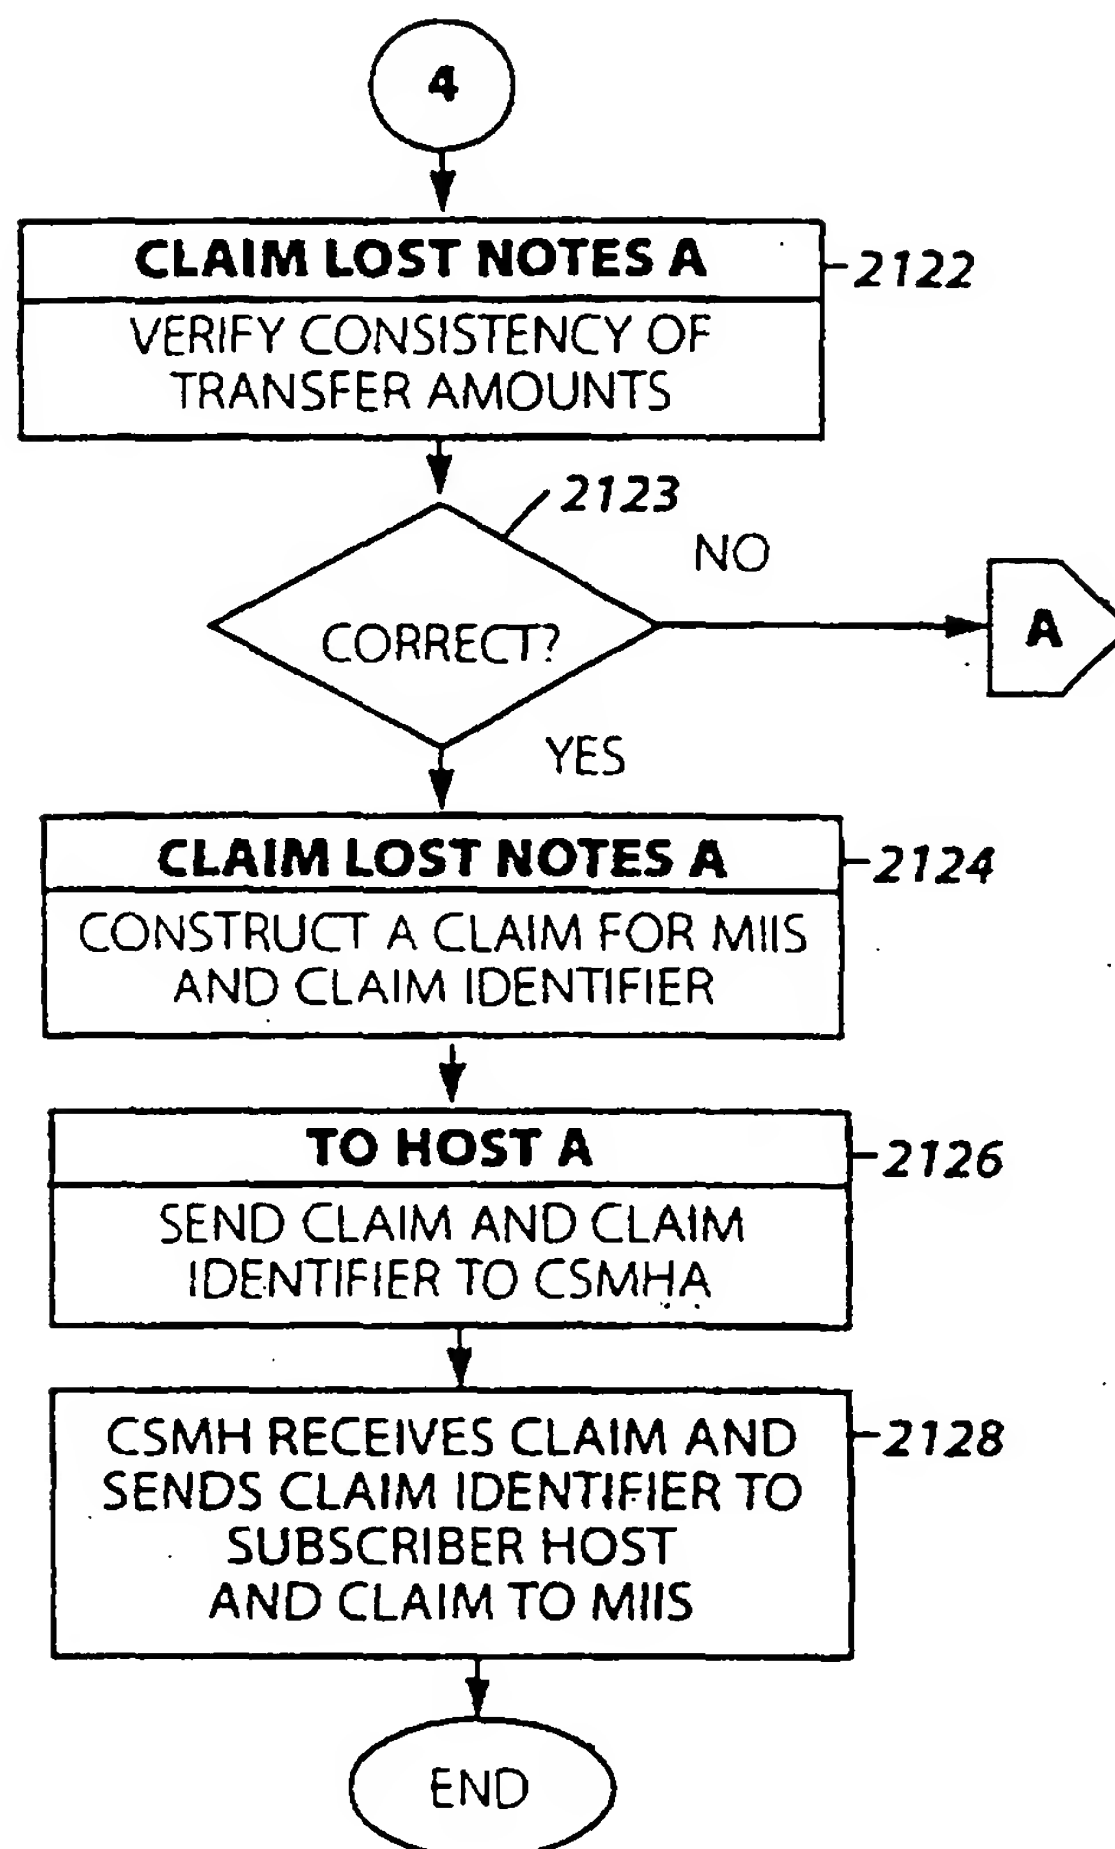 4
CLAIM LOST NOTES A
2122
VERIFY CONSISTENCY OF
TRANSFER AMOUNTS
2123
NO
CORRECT?
A
YES
CLAIM LOST NOTES A
2124
CONSTRUCT A CLAIM FOR MIIS
AND CLAIM IDENTIFIER
TO HOST A
2126
SEND CLAIM AND CLAIM
IDENTIFIER TO CSMHA
CSMH RECEIVES CLAIM AND
2128
SENDS CLAIM IDENTIFIER TO
SUBSCRIBER HOST
AND CLAIM TO MIIS
END